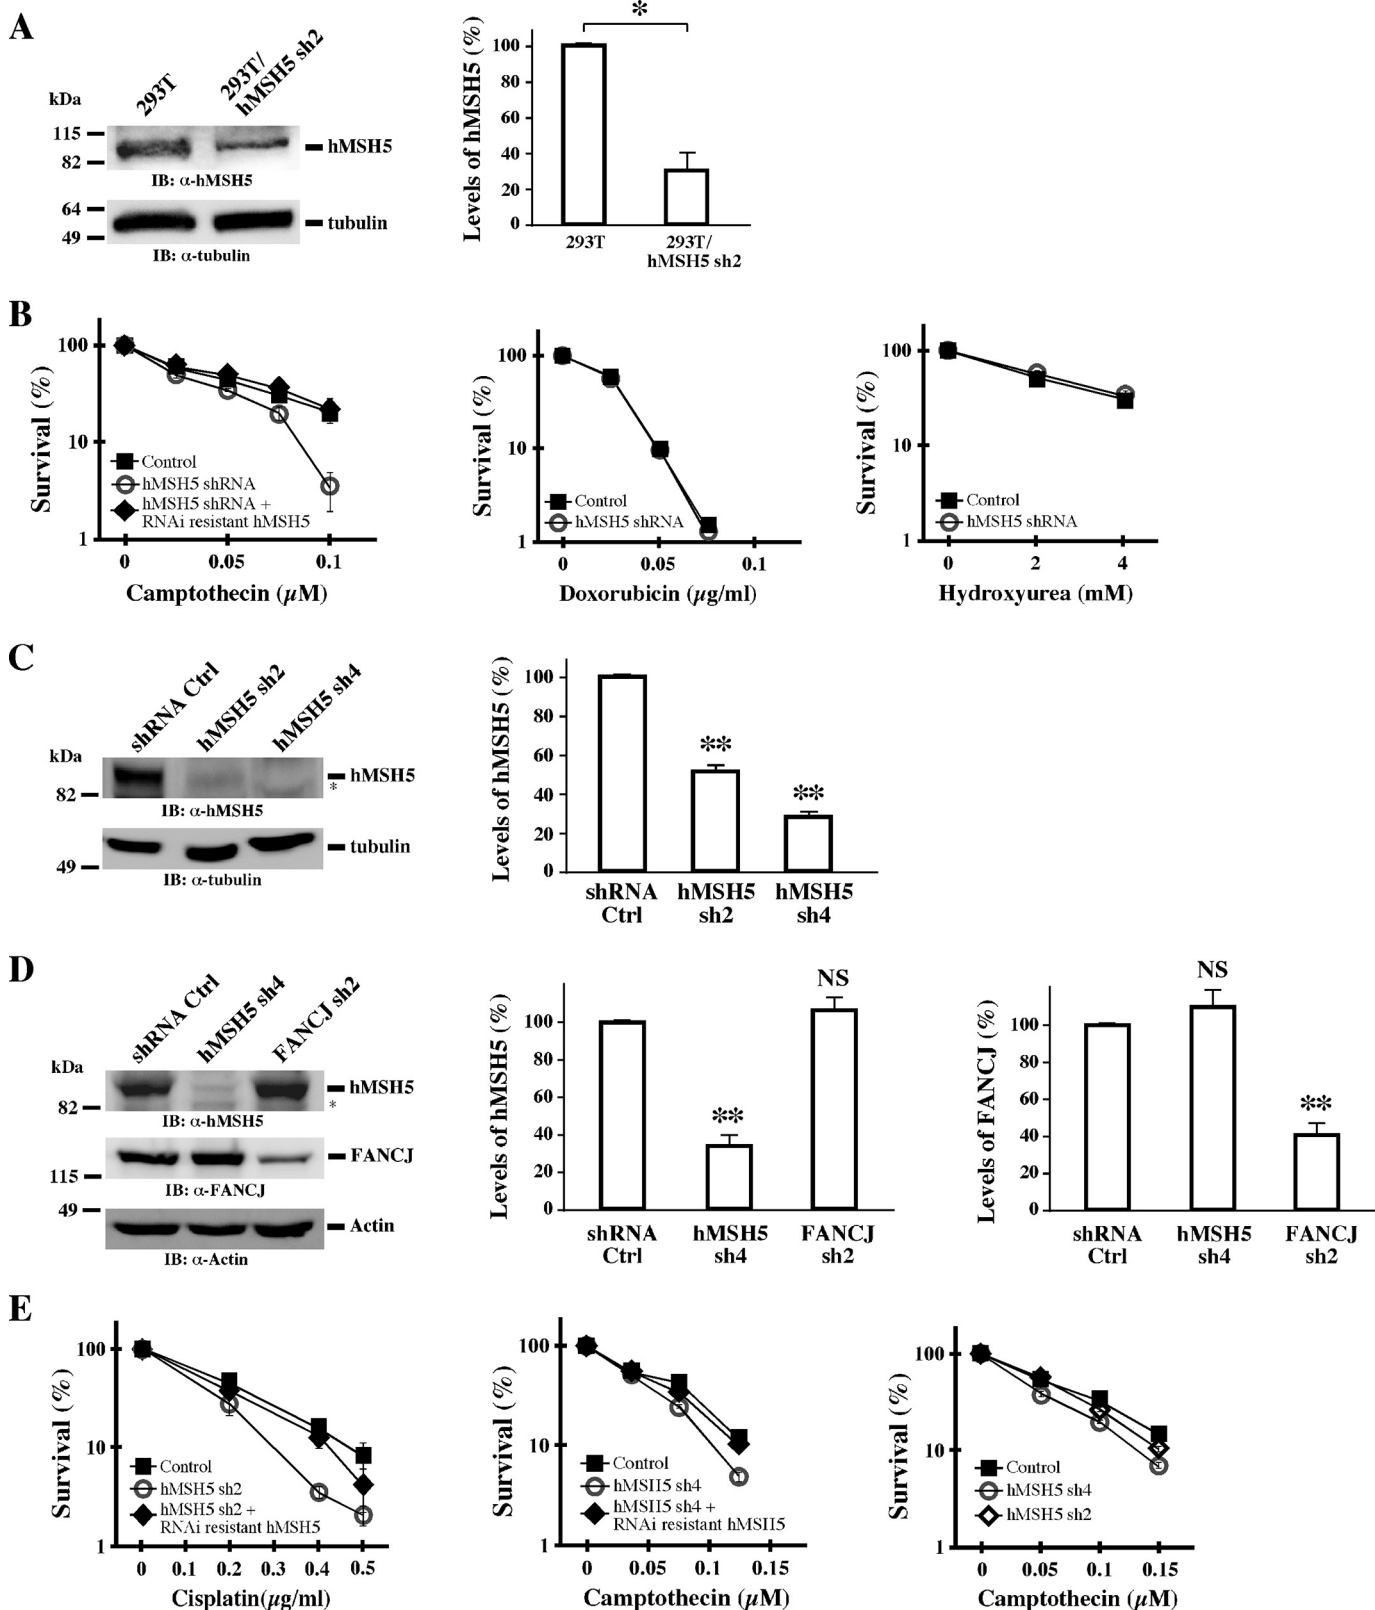 A
kDa
293T
293T/
hMSH5 sh2
115
82
hMSH5
IB: α-hMSH5
64
49
tubulin
IB: α-tubulin
Levels of hMSH5 (%)
100
80
60
40
20
0
*
293T
293T/
hMSH5 sh2
B
Survival (%)
100
10
1
Control
hMSH5 shRNA
hMSH5 shRNA +
RNAi resistant hMSH5
0 0.05 0.1
Camptothecin (µM)
Survival (%)
100
10
1
Control
hMSH5 shRNA
0 0.05 0.1
Doxorubicin (µg/ml)
Survival (%)
100
10
1
Control
hMSH5 shRNA
0 2 4
Hydroxyurea (mM)
C
kDa
shRNA Ctrl
hMSH5 sh2
hMSH5 sh4
82
hMSH5
*
IB: α-hMSH5
49
tubulin
IB: α-tubulin
Levels of hMSH5 (%)
100
80
60
40
20
0
**
**
shRNA
Ctrl
hMSH5
sh2
hMSH5
sh4
D
kDa
shRNA Ctrl
hMSH5 sh4
FANCJ sh2
82
hMSH5
*
IB: α-hMSH5
FANCJ
115
IB: α-FANCJ
49
Actin
IB: α-Actin
Levels of hMSH5 (%)
100
80
60
40
20
0
**
NS
shRNA
Ctrl
hMSH5
sh4
FANCJ
sh2
Levels of FANCJ (%)
100
80
60
40
20
0
NS
**
shRNA
Ctrl
hMSH5
sh4
FANCJ
sh2
E
Survival (%)
100
10
1
Control
hMSH5 sh2
hMSH5 sh2 +
RNAi resistant hMSH5
0 0.1 0.2 0.3 0.4 0.5
Cisplatin(µg/ml)
Survival (%)
100
10
1
Control
hMSH5 sh4
hMSH5 sh4 +
RNAi resistant hMSH5
0 0.05 0.1 0.15
Camptothecin (µM)
Survival (%)
100
10
1
Control
hMSH5 sh4
hMSH5 sh2
0 0.05 0.1 0.15
Camptothecin (µM)